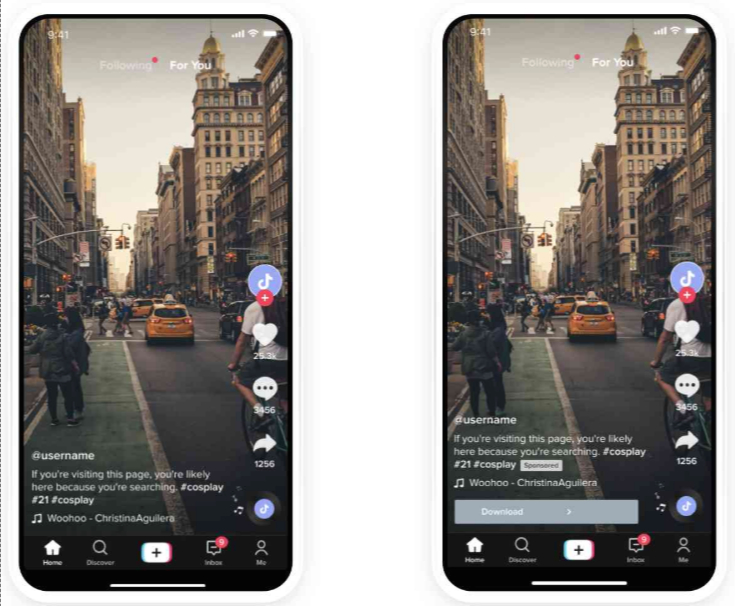 9:41
Following For You
25.3k
3456
1256
@username
If you're visiting this page, you're likely
here because you're searching. #cosplay
#21 #cosplay
Woohoo - ChristinaAguilera
Home Discover Inbox 9 Me
9:41
Following For You
25.3k
3456
1256
@username
If you're visiting this page, you're likely
here because you're searching. #cosplay
#21 #cosplay Sponsored
Woohoo - ChristinaAguilera
Download
Home Discover Inbox 9 Me